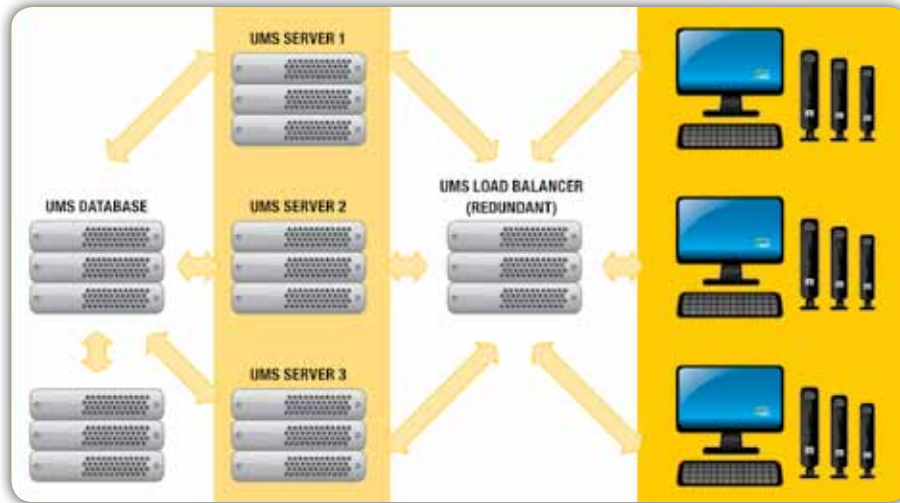 UMS SERVER 1
UMS DATABASE
UMS SERVER 2
UMS LOAD BALANCER
(REDUNDANT)
UMS SERVER 3